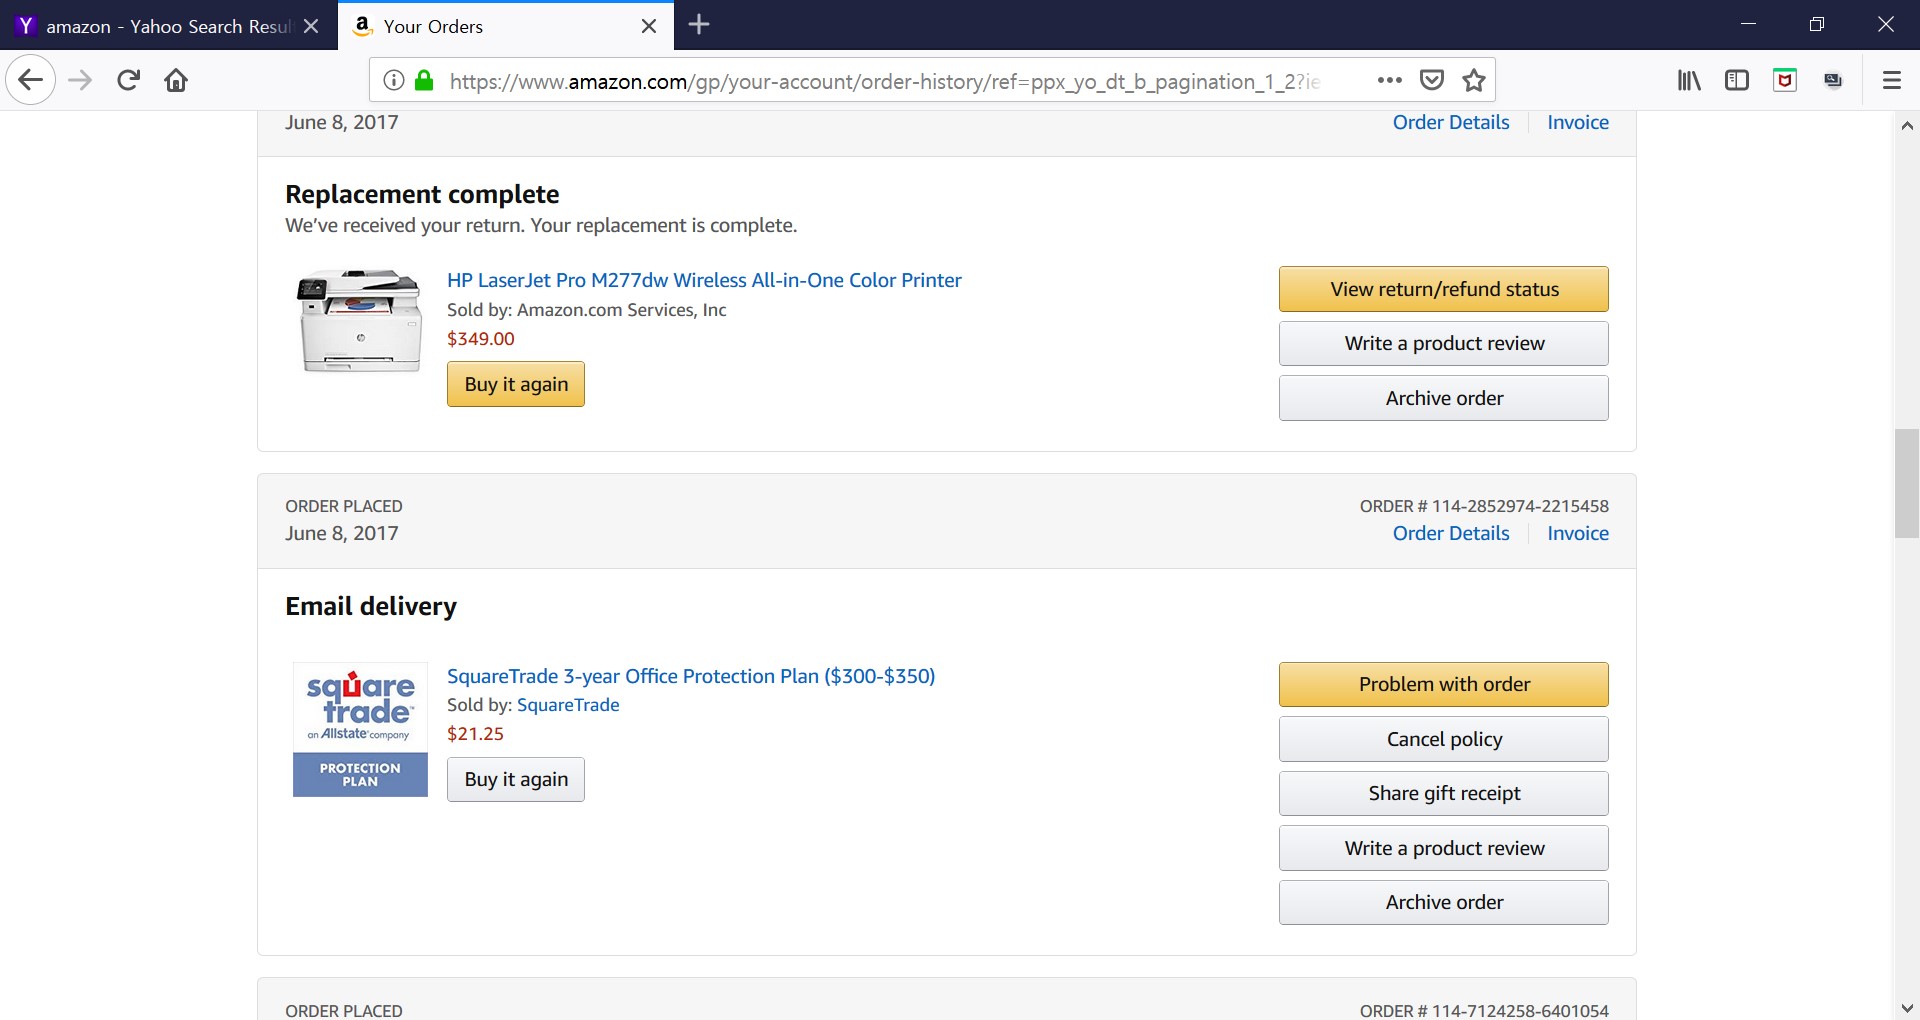 amazon - Yahoo Search Resul
Your Orders
https://www.amazon.com/gp/your-account/order-history/ref=ppx_yo_dt_b_pagination_1_2?ie
June 8, 2017
Order Details
Invoice
Replacement complete
We've received your return. Your replacement is complete.
HP LaserJet Pro M277dw Wireless All-in-One Color Printer
Sold by: Amazon.com Services, Inc
$349.00
Buy it again
View return/refund status
Write a product review
Archive order
ORDER PLACED
June 8, 2017
ORDER # 114-2852974-2215458
Order Details
Invoice
Email delivery
square
trade
an Allstate company
PROTECTION
PLAN
SquareTrade 3-year Office Protection Plan ($300-$350)
Sold by: SquareTrade
$21.25
Buy it again
Problem with order
Cancel policy
Share gift receipt
Write a product review
Archive order
ORDER PLACED
ORDER # 114-7124258-6401054